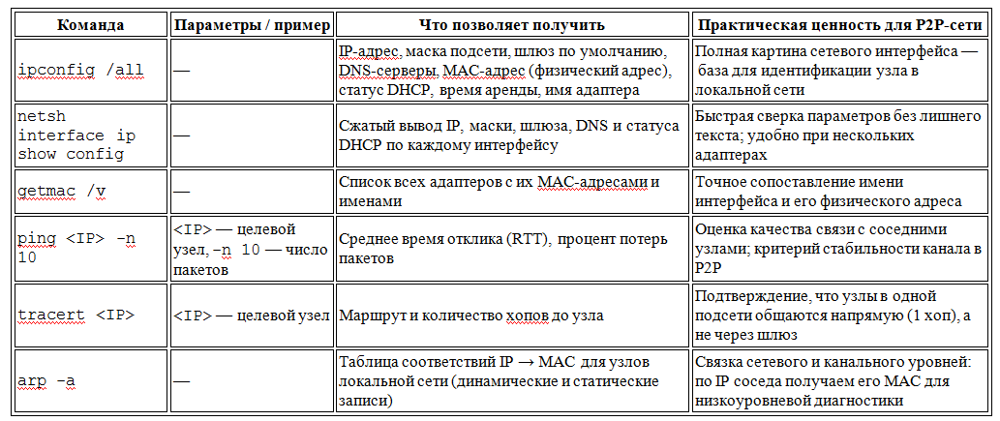 Команда
Параметры / пример
Что позволяет получить
Практическая ценность для P2P-сети
ipconfig /all
—
IP-адрес, маска подсети, шлюз по умолчанию,
DNS-серверы, MAC-адрес (физический адрес),
статус DHCP, время аренды, имя адаптера
Полная картина сетевого интерфейса —
база для идентификации узла в
локальной сети
netsh
interface ip
show config
—
Сжатый вывод IP, маски, шлюза, DNS и статуса
DHCP по каждому интерфейсу
Быстрая сверка параметров без лишнего
текста; удобно при нескольких
адаптерах
getmac /v
—
Список всех адаптеров с их MAC-адресами и
именами
Точное сопоставление имени
интерфейса и его физического адреса
ping <IP> –n
10
<IP> — целевой
узел, –n 10 — число
пакетов
Среднее время отклика (RTT), процент потерь
пакетов
Оценка качества связи с соседними
узлами; критерий стабильности канала в
P2P
tracert <IP>
<IP> — целевой узел
Маршрут и количество хопов до узла
Подтверждение, что узлы в одной
подсети общаются напрямую (1 хоп), а
не через шлюз
arp –a
—
Таблица соответствий IP → MAC для узлов
локальной сети (динамические и статические
записи)
Связка сетевого и канального уровней:
по IP соседа получаем его MAC для
низкоуровневой диагностики